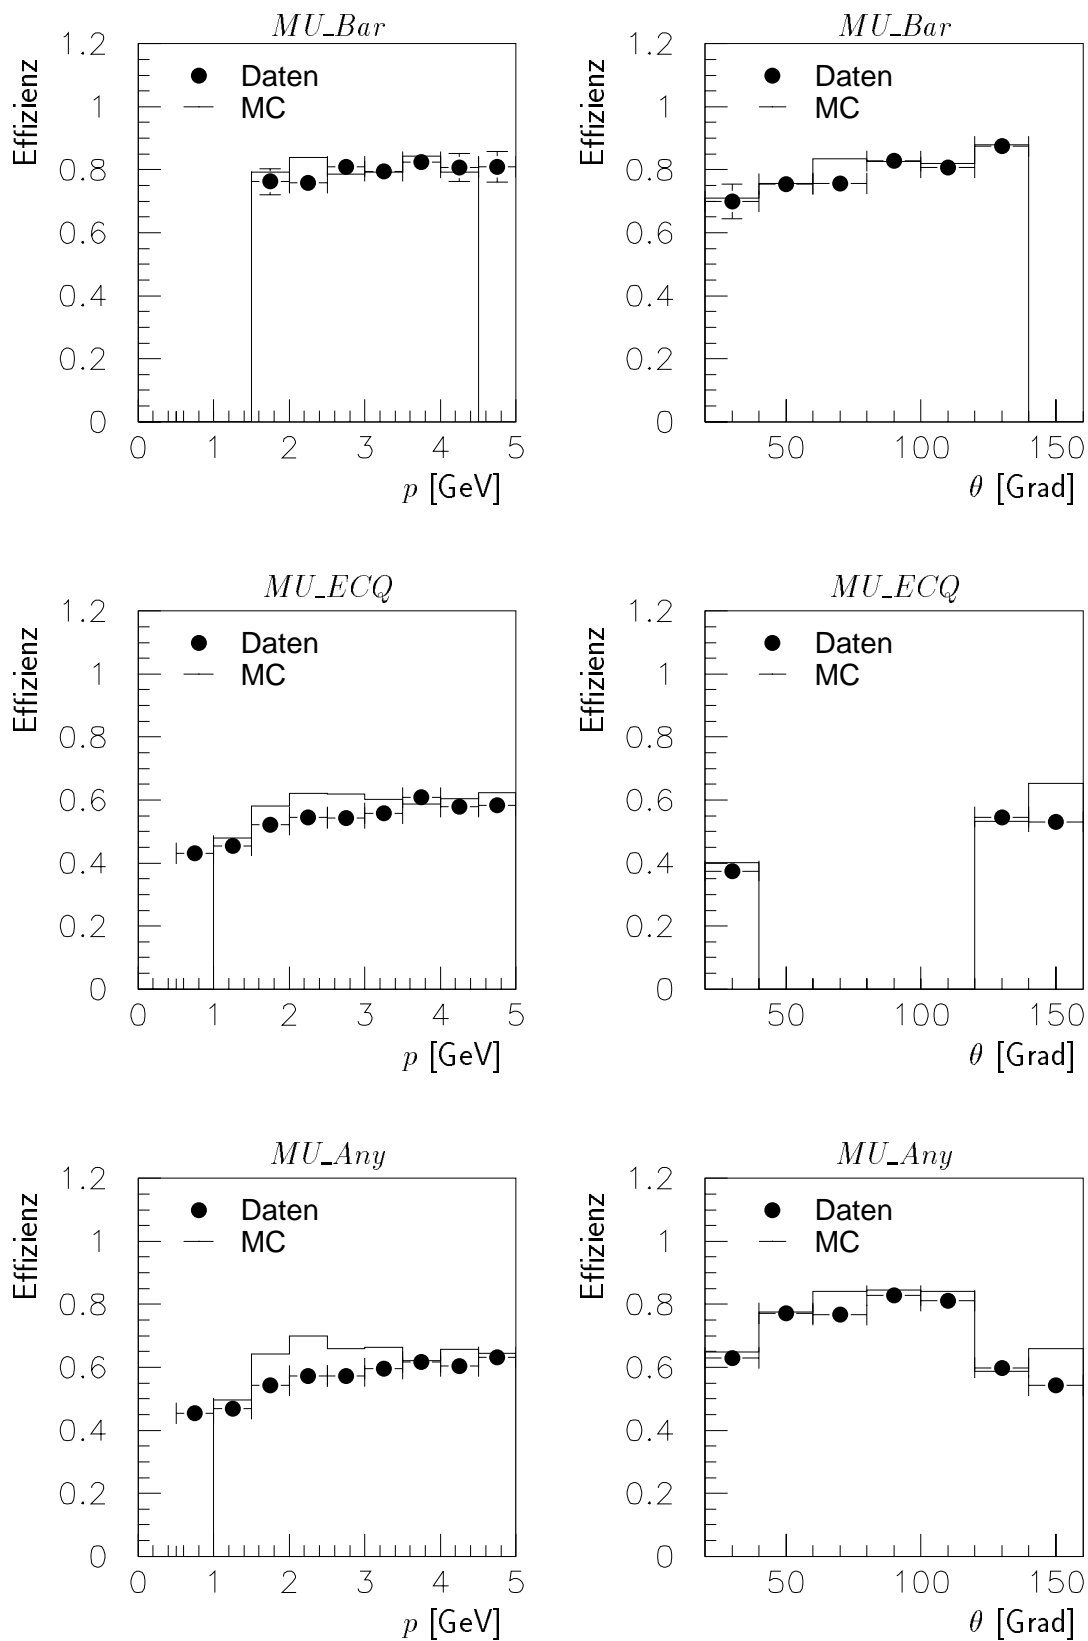 MU_Bar
Effizienz
1.2
1
0.8
0.6
0.4
0.2
0
Daten
MC
0 1 2 3 4 5
p [GeV]
MU_Bar
Effizienz
1.2
1
0.8
0.6
0.4
0.2
0
Daten
MC
50 100 150
θ [Grad]
MU_ECQ
Effizienz
1.2
1
0.8
0.6
0.4
0.2
0
Daten
MC
0 1 2 3 4 5
p [GeV]
MU_ECQ
Effizienz
1.2
1
0.8
0.6
0.4
0.2
0
Daten
MC
50 100 150
θ [Grad]
MU_Any
Effizienz
1.2
1
0.8
0.6
0.4
0.2
0
Daten
MC
0 1 2 3 4 5
p [GeV]
MU_Any
Effizienz
1.2
1
0.8
0.6
0.4
0.2
0
Daten
MC
50 100 150
θ [Grad]